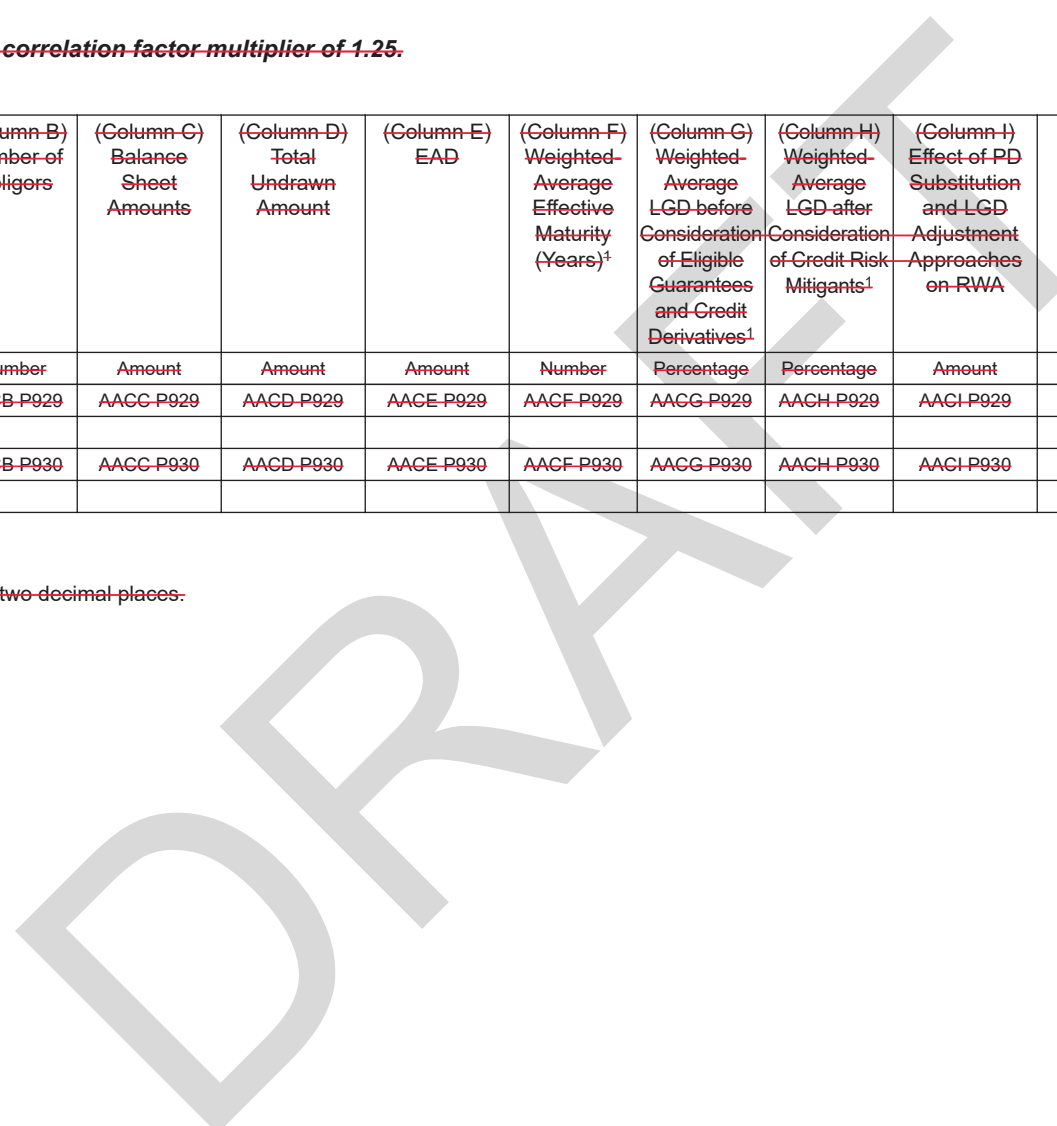 correlation factor multiplier of 1.25.
umn B) (Column C) (Column D) (Column E) (Column F) (Column G) (Column H) (Column I)
mber of Balance Total EAD Weighted- Weighted- Weighted- Effect of PD
ligors Sheet Undrawn Average Average Average Substitution
Amounts Amount Effective LGD before LGD after and LGD
Maturity Consideration Consideration Adjustment
(Years)1 of Eligible of Credit Risk Approaches
Guarantees Mitigants1 on RWA
and Credit
Derivatives1
umber Amount Amount Amount Number Percentage Percentage Amount
B P929 AACC P929 AACD P929 AACE P929 AACF P929 AACG P929 AACH P929 AACI P929
B P930 AACC P930 AACD P930 AACE P930 AACF P930 AACG P930 AACH P930 AACI P930
two decimal places.
DRAFT